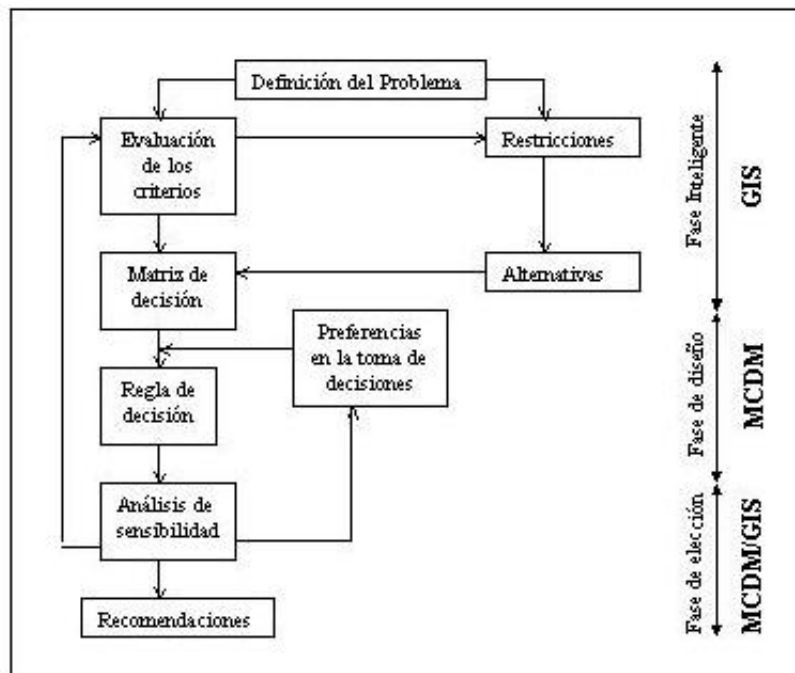 Definición del Problema
Evaluación
de los
criterios
Restricciones
Matriz de
decisión
Alternativas
Preferencias
en la toma de
decisiones
Regla de
decisión
Análisis de
sensibilidad
Recomendaciones
Fase Inteligente
GIS
Fase de diseño
MCDM
Fase de elección
MCDM/GIS